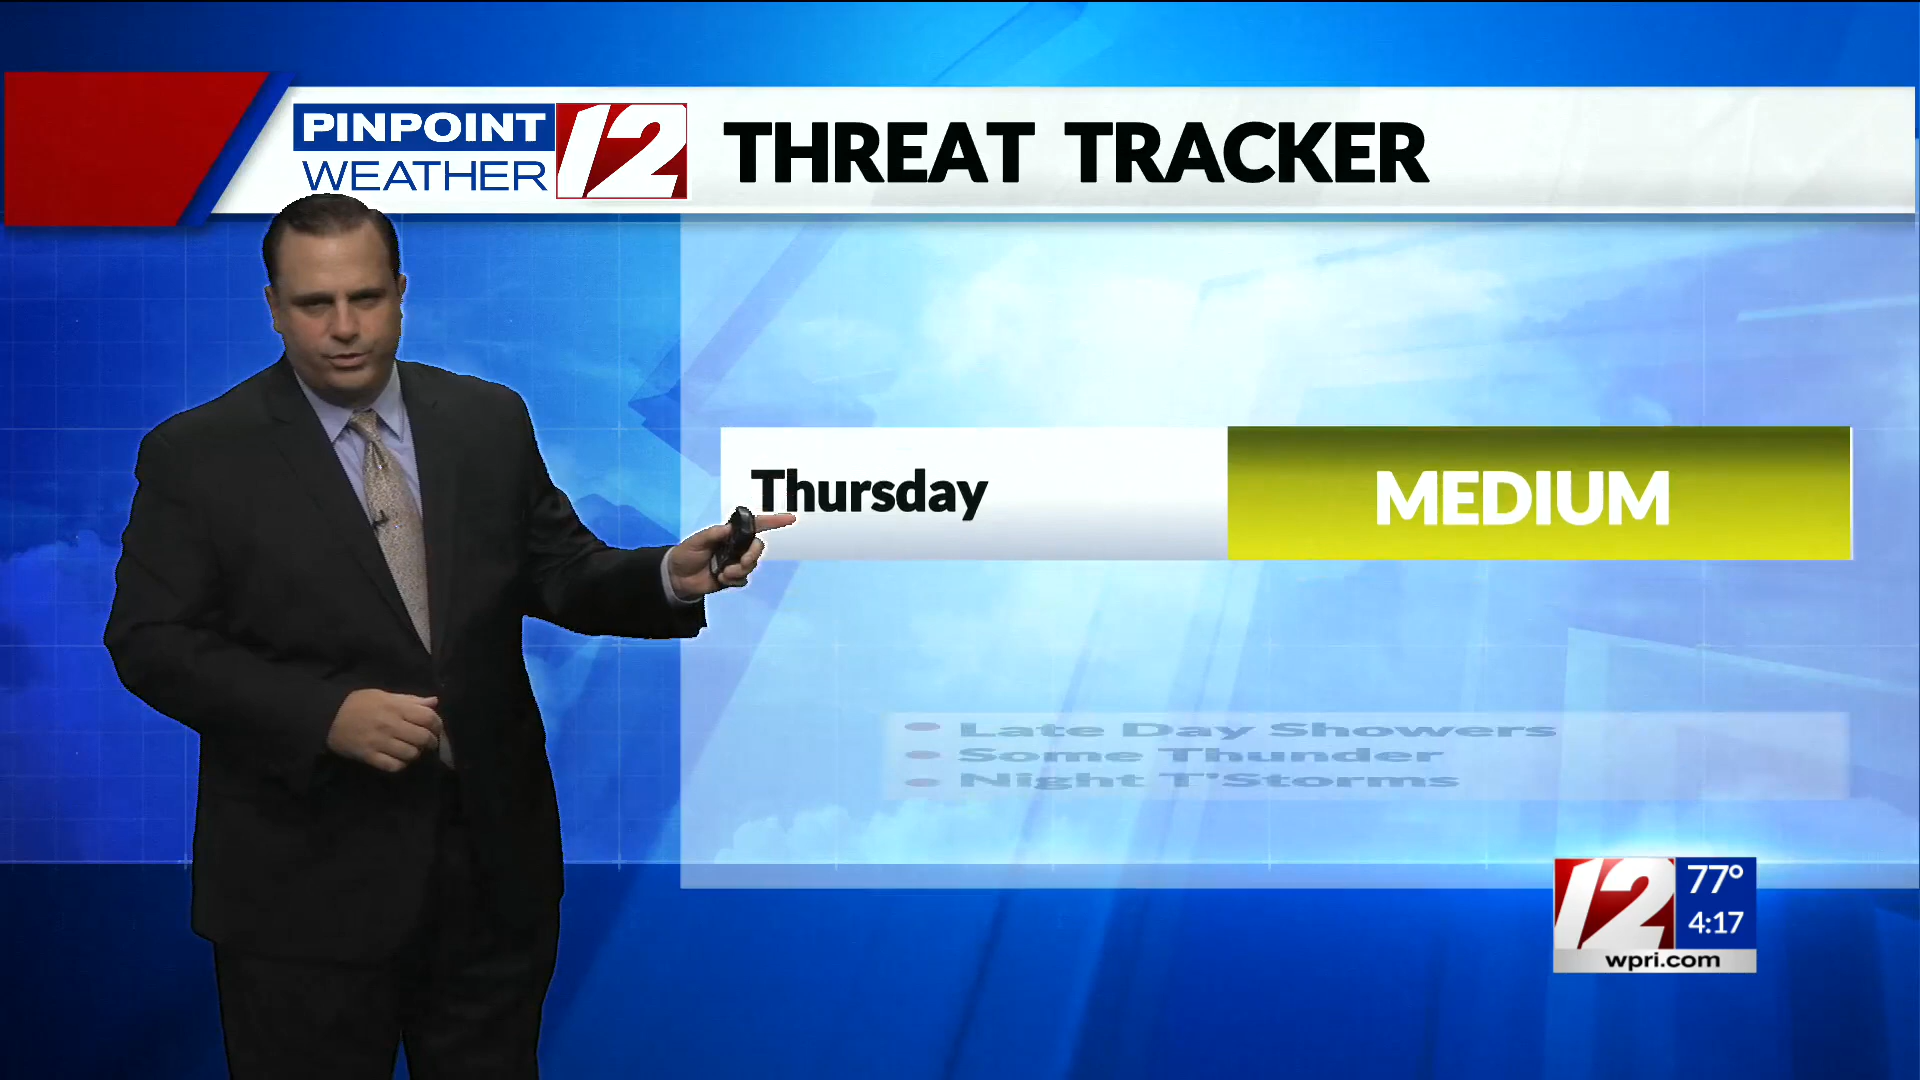 PINPOINT
WEATHER
12
THREAT TRACKER
Thursday
MEDIUM
• Late Day Showers
• Some Thunder
• Night T'Storms
12
77°
4:17
wpri.com